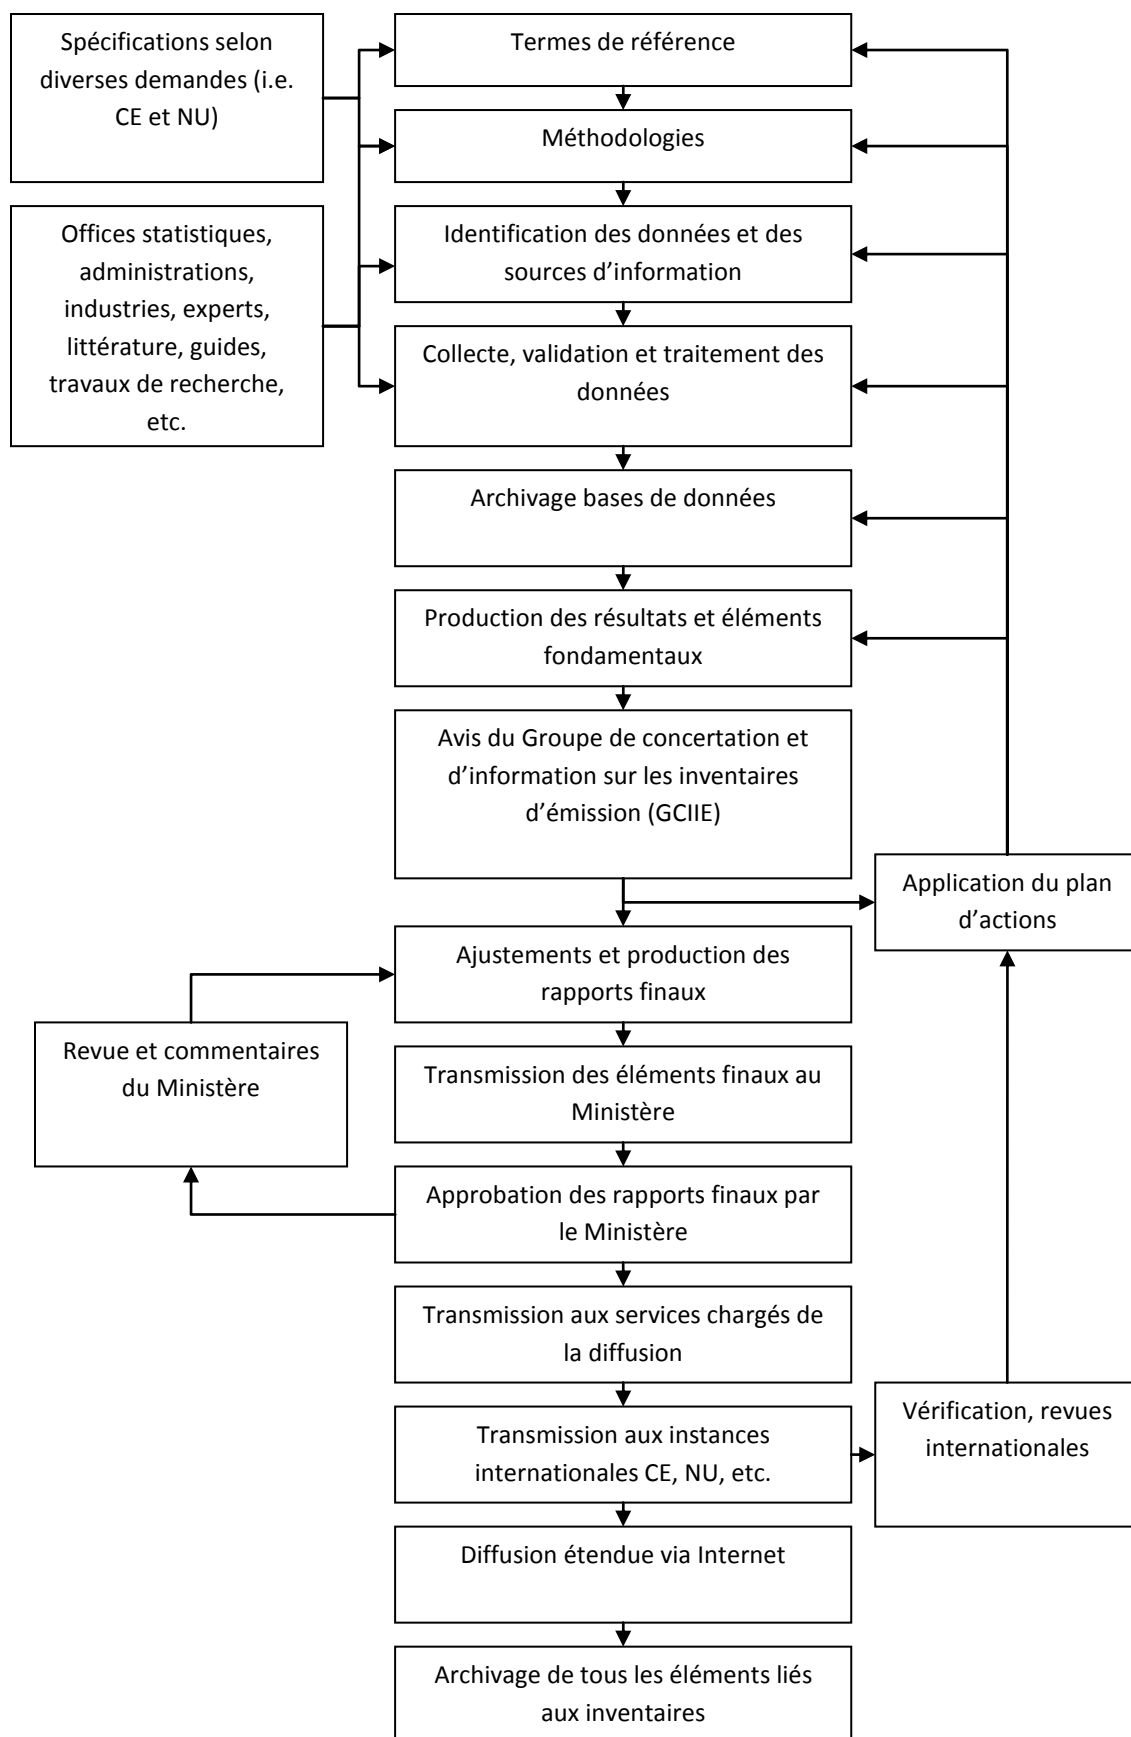 Spécifications selon
diverses demandes (i.e.
CE et NU)
Termes de référence
Méthodologies
Offices statistiques,
administrations,
industries, experts,
littérature, guides,
travaux de recherche,
etc.
Identification des données et des
sources d’information
Collecte, validation et traitement des
données
Archivage bases de données
Production des résultats et éléments
fondamentaux
Avis du Groupe de concertation et
d’information sur les inventaires
d’émission (GCIIE)
Application du plan
d’actions
Ajustements et production des
rapports finaux
Revue et commentaires
du Ministère
Transmission des éléments finaux au
Ministère
Approbation des rapports finaux par
le Ministère
Transmission aux services chargés de
la diffusion
Transmission aux instances
internationales CE, NU, etc.
Vérification, revues
internationales
Diffusion étendue via Internet
Archivage de tous les éléments liés
aux inventaires